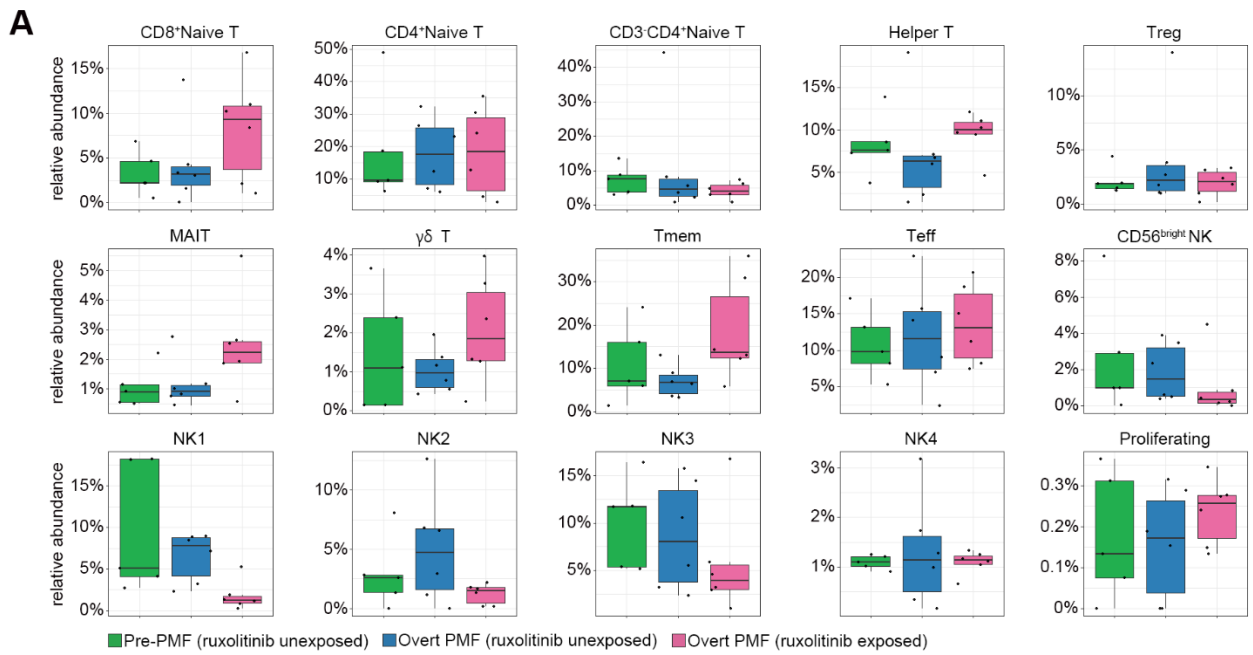 A
CD8⁺Naive T
CD4⁺Naive T
CD3⁻CD4⁺Naive T
Helper T
Treg
relative abundance
15%
10%
5%
0%
50%
40%
30%
20%
10%
40%
30%
20%
10%
0%
15%
10%
5%
10%
5%
0%
MAIT
γδ T
Tmem
Teff
CD56ᵇʳⁱᵍʰᵗ NK
relative abundance
5%
4%
3%
2%
1%
4%
3%
2%
1%
0%
30%
20%
10%
0%
20%
15%
10%
5%
8%
6%
4%
2%
0%
NK1
NK2
NK3
NK4
Proliferating
relative abundance
15%
10%
5%
0%
10%
5%
0%
15%
10%
5%
3%
2%
1%
0.3%
0.2%
0.1%
0%
Pre-PMF (ruxolitinib unexposed)
Overt PMF (ruxolitinib unexposed)
Overt PMF (ruxolitinib exposed)